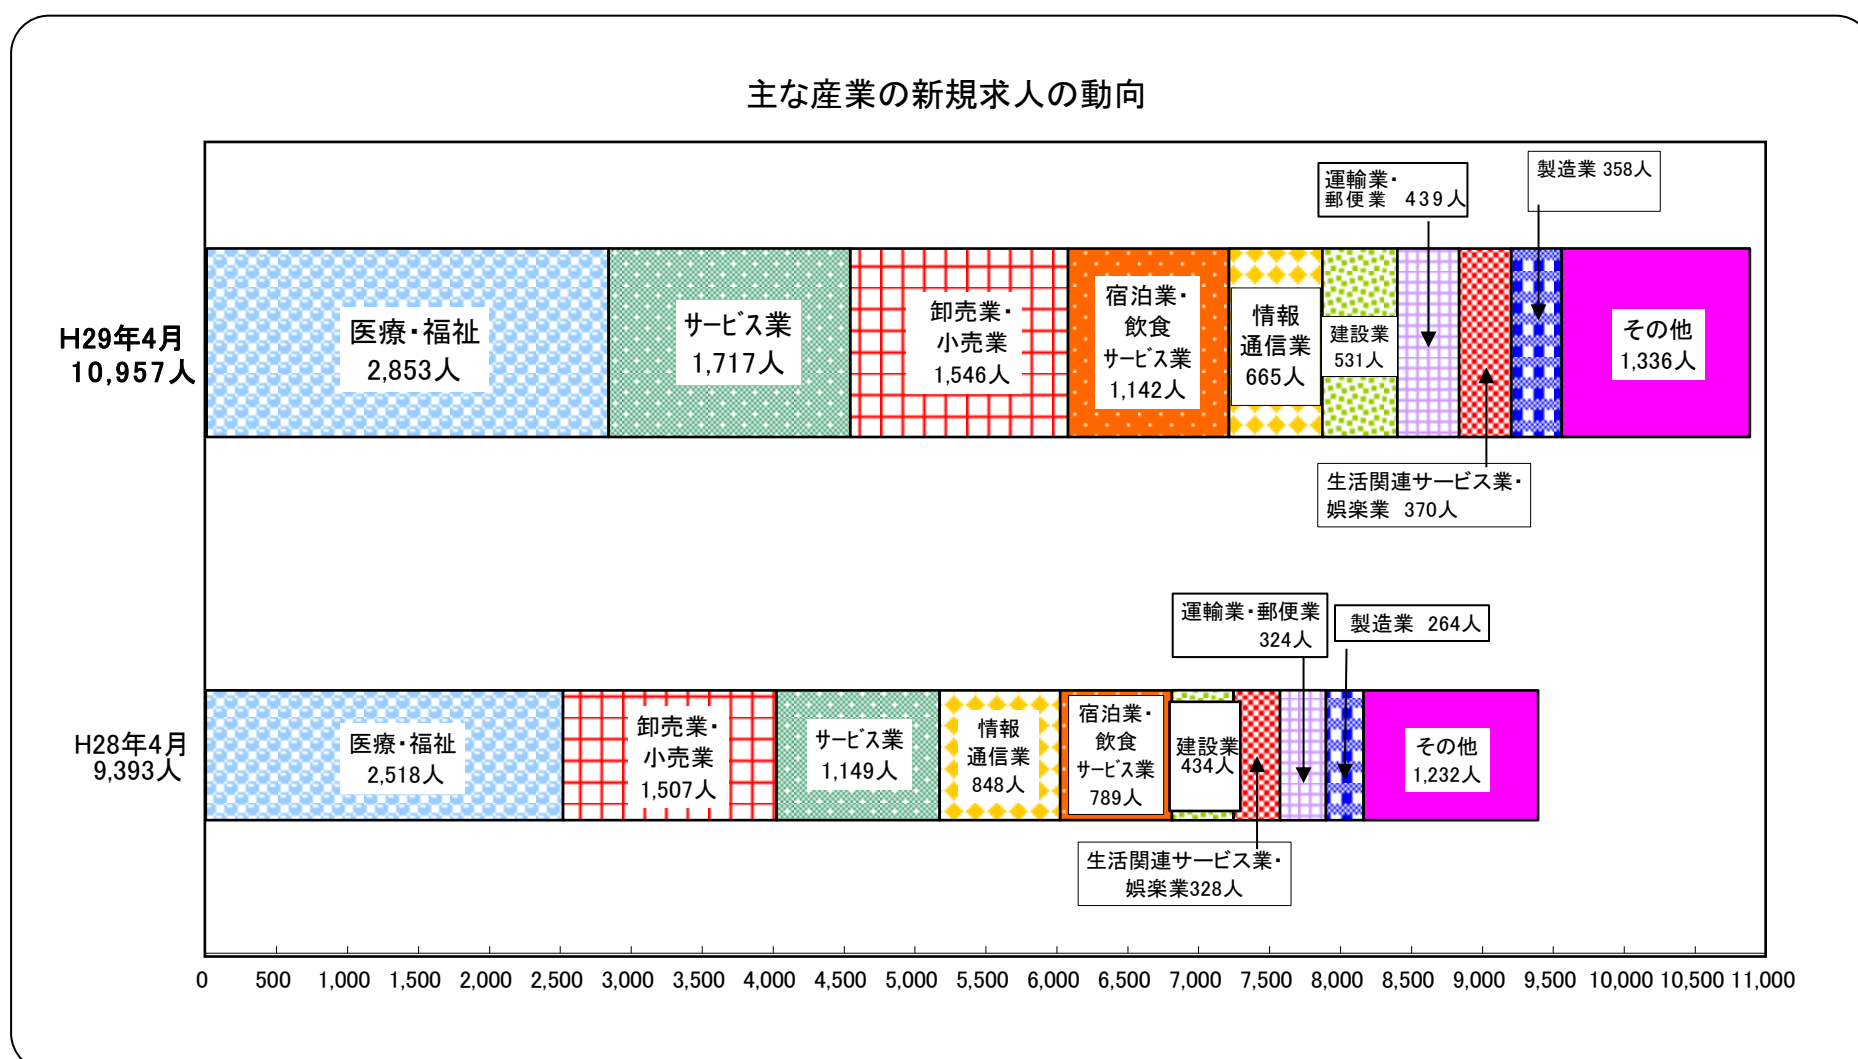 主な産業の新規求人の動向
運輸業・
郵便業 439人
製造業 358人
H29年4月
10,957人
医療・福祉
2,853人
サービス業
1,717人
卸売業・
小売業
1,546人
宿泊業・
飲食
サービス業
1,142人
情報
通信業
665人
建設業
531人
その他
1,336人
生活関連サービス業・
娯楽業 370人
運輸業・郵便業
324人
製造業 264人
H28年4月
9,393人
医療・福祉
2,518人
卸売業・
小売業
1,507人
サービス業
1,149人
情報
通信業
848人
宿泊業・
飲食
サービス業
789人
建設業
434人
その他
1,232人
生活関連サービス業・
娯楽業328人
0 500 1,000 1,500 2,000 2,500 3,000 3,500 4,000 4,500 5,000 5,500 6,000 6,500 7,000 7,500 8,000 8,500 9,000 9,500 10,000 10,500 11,000